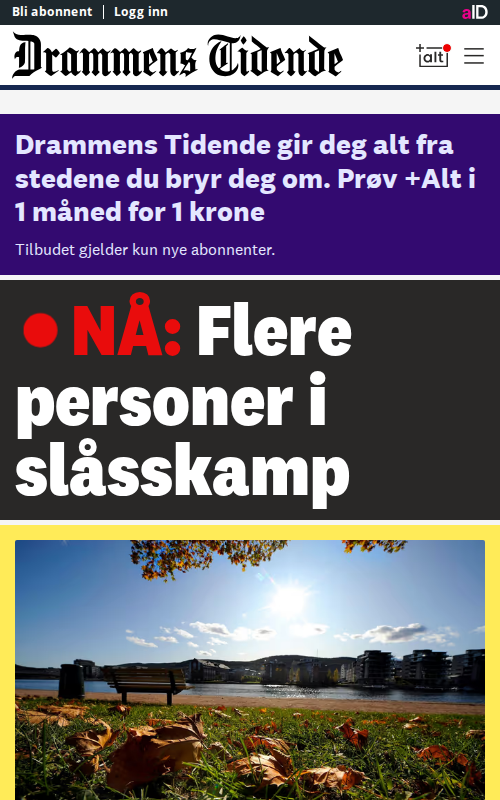 Bli abonnent | Logg inn
aID
Drammens Tidende
+alt
Drammens Tidende gir deg alt fra
stedene du bryr deg om. Prøv +Alt i
1 måned for 1 krone
Tilbudet gjelder kun nye abonnenter.
NÅ: Flere
personer i
slåsskamp